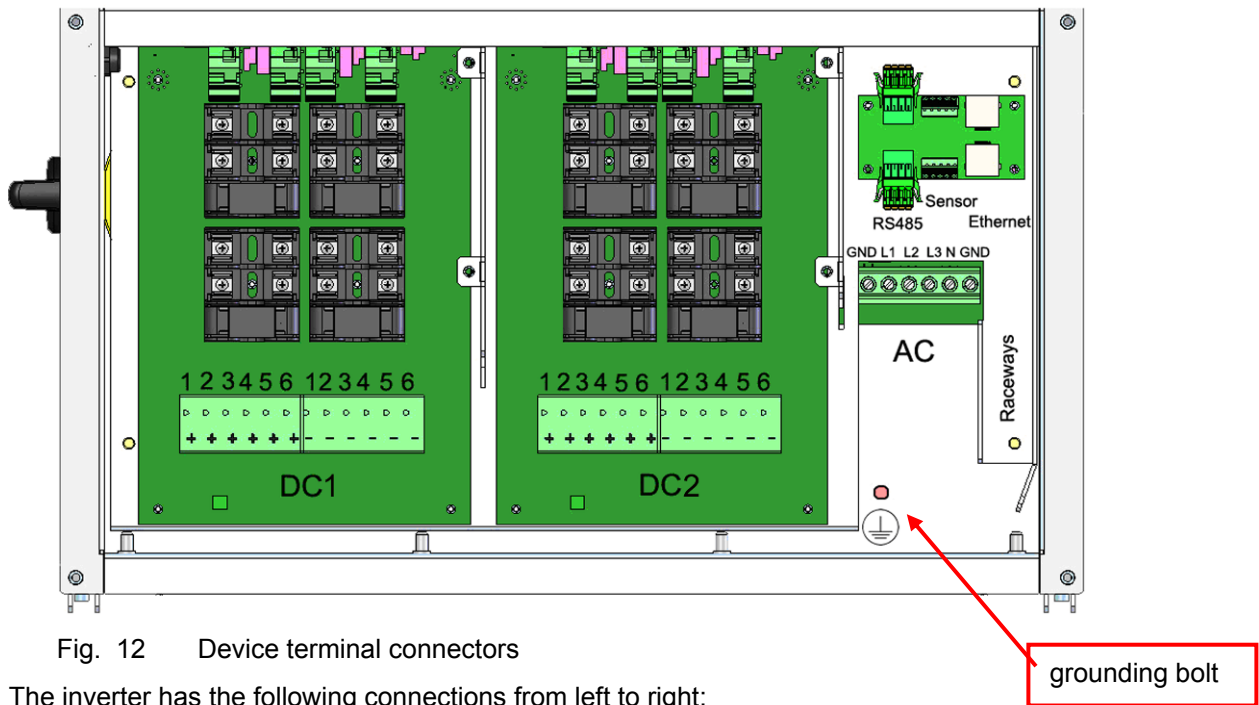 Sensor
RS485 Ethernet
GND L1 L2 L3 N GND
AC
Raceways
1 2 3 4 5 6 1 2 3 4 5 6
+ + + + + + - - - - - -
DC1
1 2 3 4 5 6 1 2 3 4 5 6
+ + + + + + - - - - - -
DC2
grounding bolt
Fig. 12 Device terminal connectors
The inverter has the following connections from left to right: